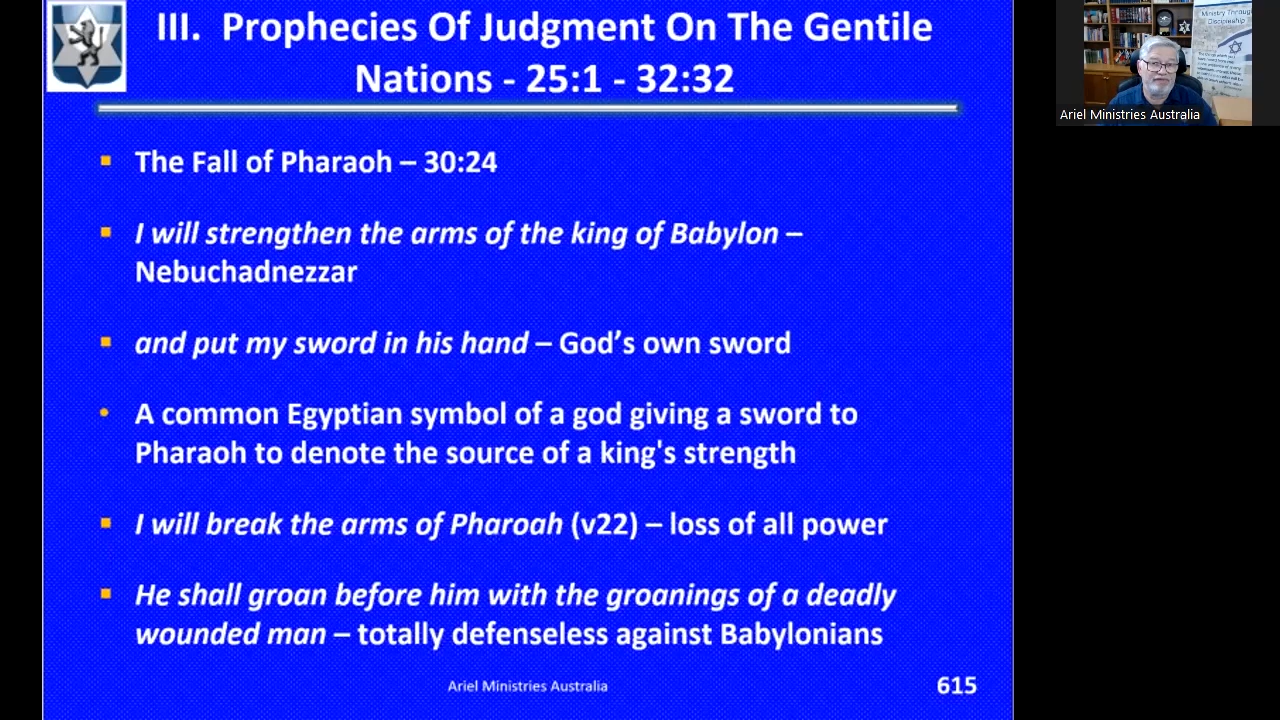 III. Prophecies Of Judgment On The Gentile
Nations - 25:1 - 32:32
The Fall of Pharaoh – 30:24
I will strengthen the arms of the king of Babylon –
Nebuchadnezzar
and put my sword in his hand – God’s own sword
A common Egyptian symbol of a god giving a sword to
Pharaoh to denote the source of a king's strength
I will break the arms of Pharoah (v22) – loss of all power
He shall groan before him with the groanings of a deadly
wounded man – totally defenseless against Babylonians
Ariel Ministries Australia
615
Ministry Through
Discipleship
Ariel Ministries Australia